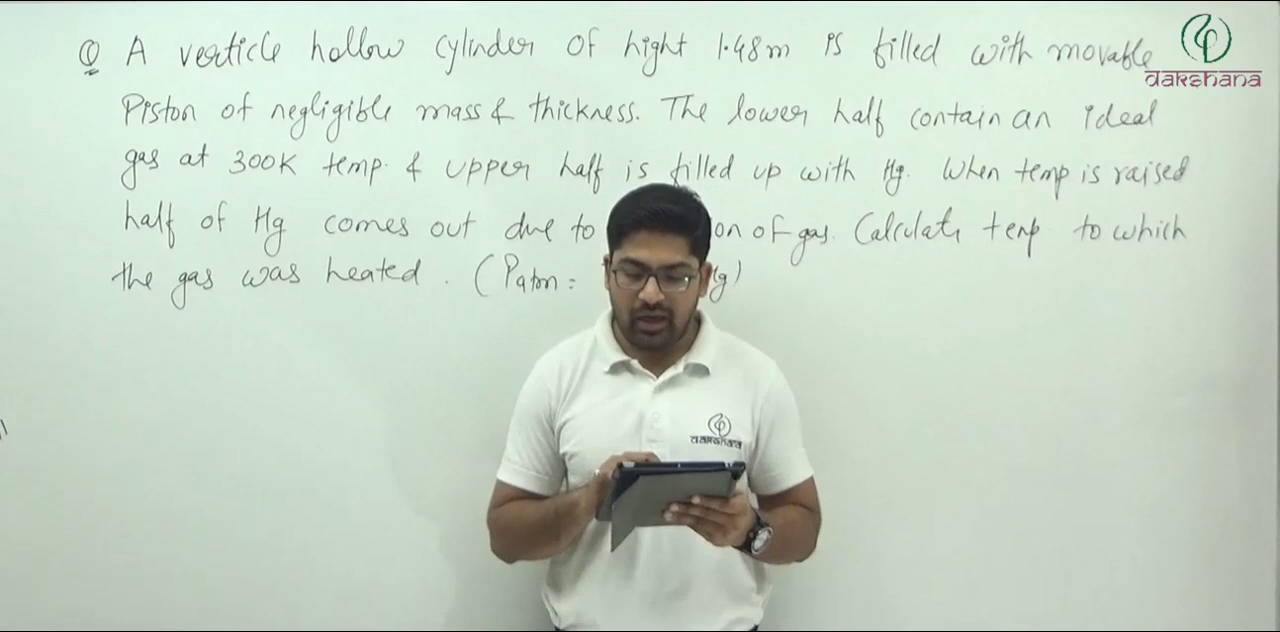 Q A verticle hollow cylinder of hight 1.48m is filled with movable
Piston of negligible mass & thickness. The lower half contain an ideal
gas at 300K temp. & upper half is filled up with Hg. When temp is raised
half of Hg comes out due to of gas. Calculate temp to which
the gas was heated. (Patm =
dakshana
dakshana